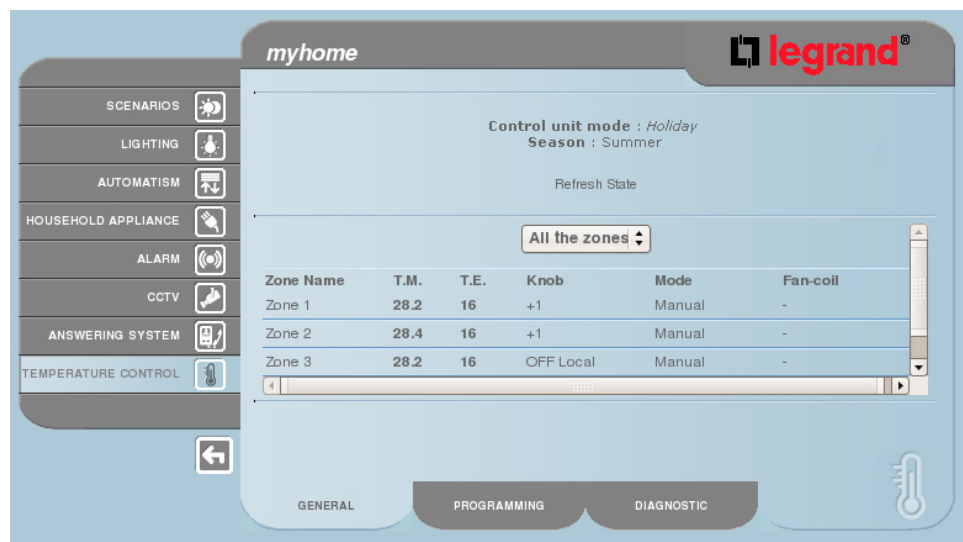 myhome
legrand®
SCENARIOS
LIGHTING
AUTOMATISM
HOUSEHOLD APPLIANCE
ALARM
CCTV
ANSWERING SYSTEM
TEMPERATURE CONTROL
Control unit mode : Holiday
Season : Summer
Refresh State
All the zones
Zone Name T.M. T.E. Knob Mode Fan-coil
Zone 1 28.2 16 +1 Manual -
Zone 2 28.4 16 +1 Manual -
Zone 3 28.2 16 OFF Local Manual -
GENERAL PROGRAMMING DIAGNOSTIC